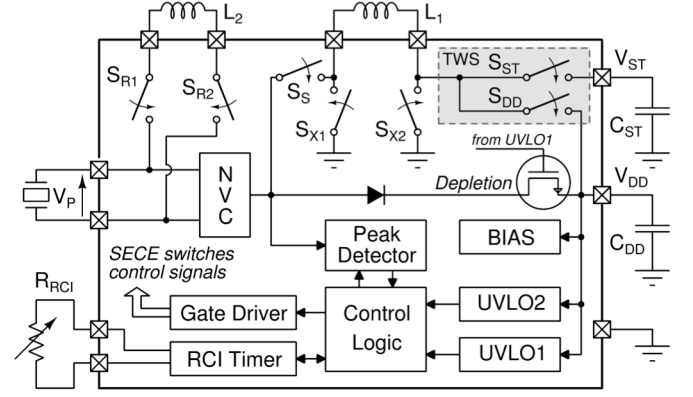 L2
L1
SR1
SR2
SS
SX1
SX2
TWS
SST
SDD
VST
CST
from UVLO1
Depletion
VDD
CDD
VP
NVC
SECE switches
control signals
Peak
Detector
BIAS
RRCI
Gate Driver
Control
Logic
UVLO2
RCI Timer
UVLO1